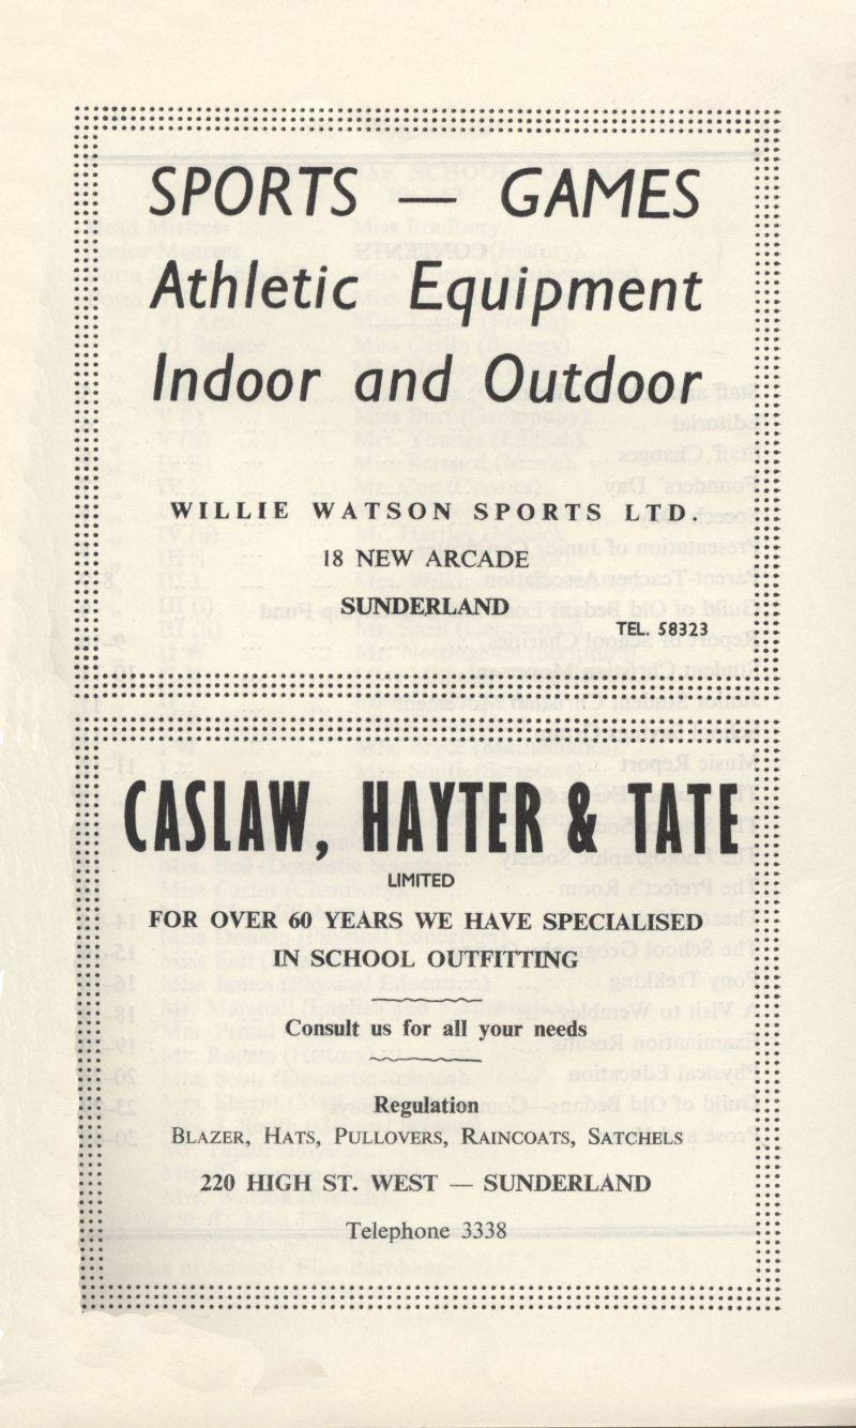 SPORTS — GAMES
Athletic Equipment
Indoor and Outdoor
WILLIE WATSON SPORTS LTD.
18 NEW ARCADE
SUNDERLAND
TEL. 58323
CASLAW, HAYTER & TATE
LIMITED
FOR OVER 60 YEARS WE HAVE SPECIALISED
IN SCHOOL OUTFITTING
Consult us for all your needs
Regulation
BLAZER, HATS, PULLOVERS, RAINCOATS, SATCHELS
220 HIGH ST. WEST — SUNDERLAND
Telephone 3338